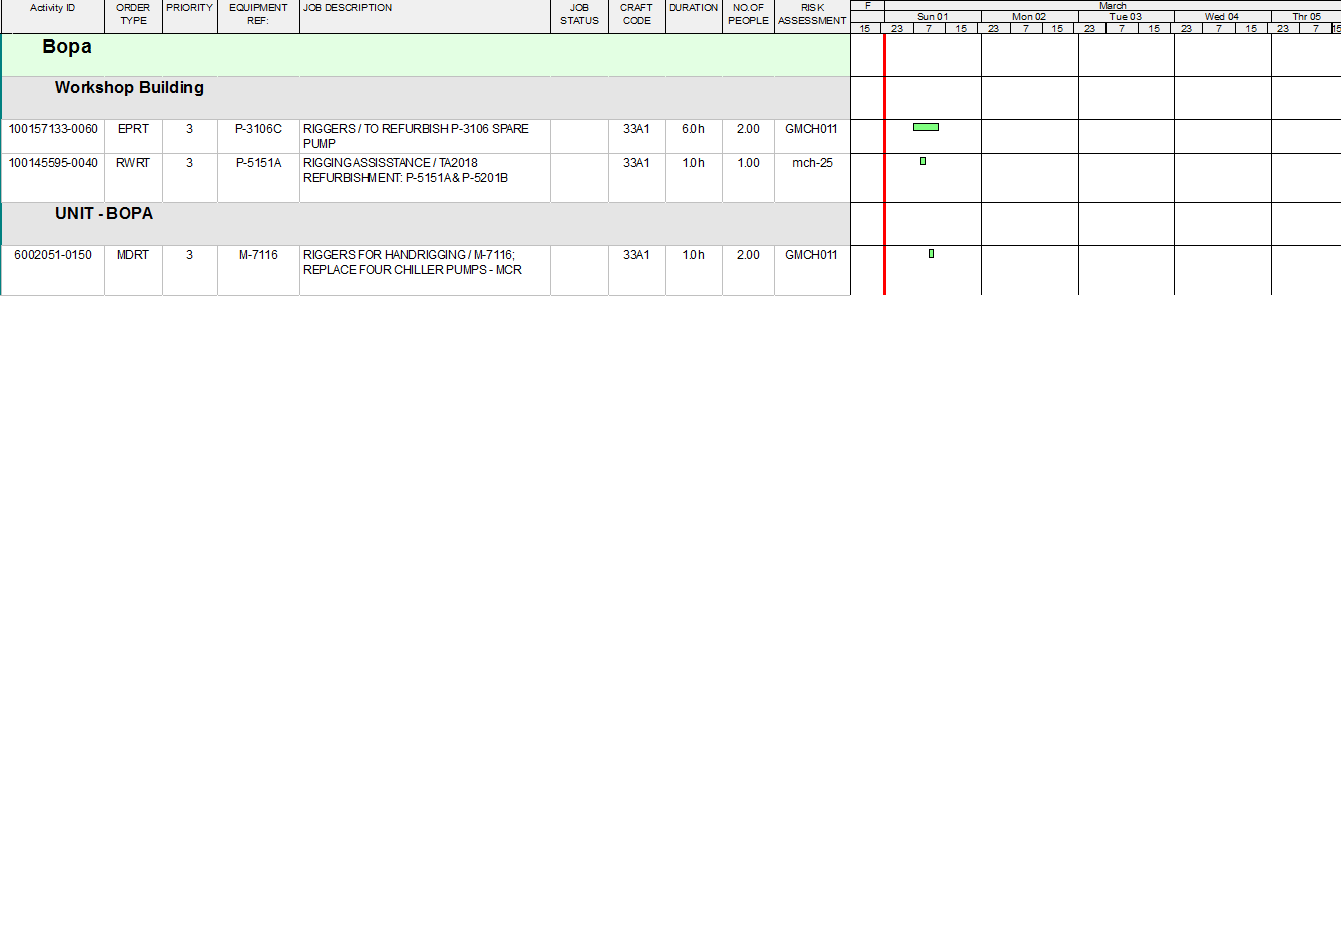 Activity ID ORDER TYPE PRIORITY EQUIPMENT REF: JOB DESCRIPTION JOB STATUS CRAFT CODE DURATION NO.OF PEOPLE RISK ASSESSMENT F March
Sun 01 Mon 02 Tue 03 Wed 04 Thr 05
15 23 7 15 23 7 15 23 7 15 23 7 15 23 7 15
Bopa
Workshop Building
100157133-0060 EPRT 3 P-3106C RIGGERS / TO REFURBISH P-3106 SPARE 33A1 6.0h 2.00 GMCH011
PUMP
100145595-0040 RWRT 3 P-5151A RIGGING ASSISSTANCE / TA2018 33A1 1.0h 1.00 mch-25
REFURBISHMENT: P-5151A & P-5201B
UNIT - BOPA
6002051-0150 MDRT 3 M-7116 RIGGERS FOR HANDRIGGING / M-7116; 33A1 1.0h 2.00 GMCH011
REPLACE FOUR CHILLER PUMPS - MCR